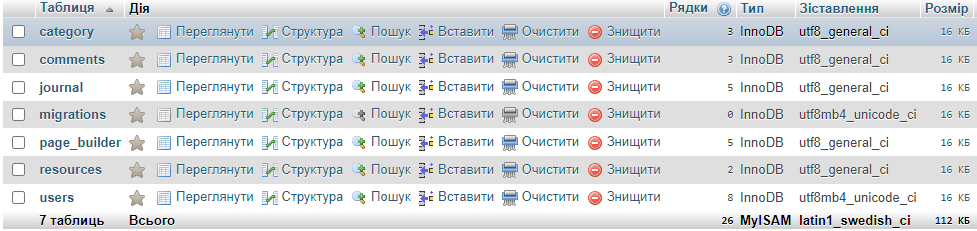 Таблиця Дія Рядки Тип Зіставлення Розмір
category Переглянути Структура Пошук Вставити Очистити Знищити 3 InnoDB utf8_general_ci 16 КБ
comments Переглянути Структура Пошук Вставити Очистити Знищити 3 InnoDB utf8_general_ci 16 КБ
journal Переглянути Структура Пошук Вставити Очистити Знищити 5 InnoDB utf8_general_ci 16 КБ
migrations Переглянути Структура Пошук Вставити Очистити Знищити 0 InnoDB utf8mb4_unicode_ci 16 КБ
page_builder Переглянути Структура Пошук Вставити Очистити Знищити 5 InnoDB utf8_general_ci 16 КБ
resources Переглянути Структура Пошук Вставити Очистити Знищити 2 InnoDB utf8_general_ci 16 КБ
users Переглянути Структура Пошук Вставити Очистити Знищити 8 InnoDB utf8mb4_unicode_ci 16 КБ
7 таблиць Всього 26 MyISAM latin1_swedish_ci 112 КБ